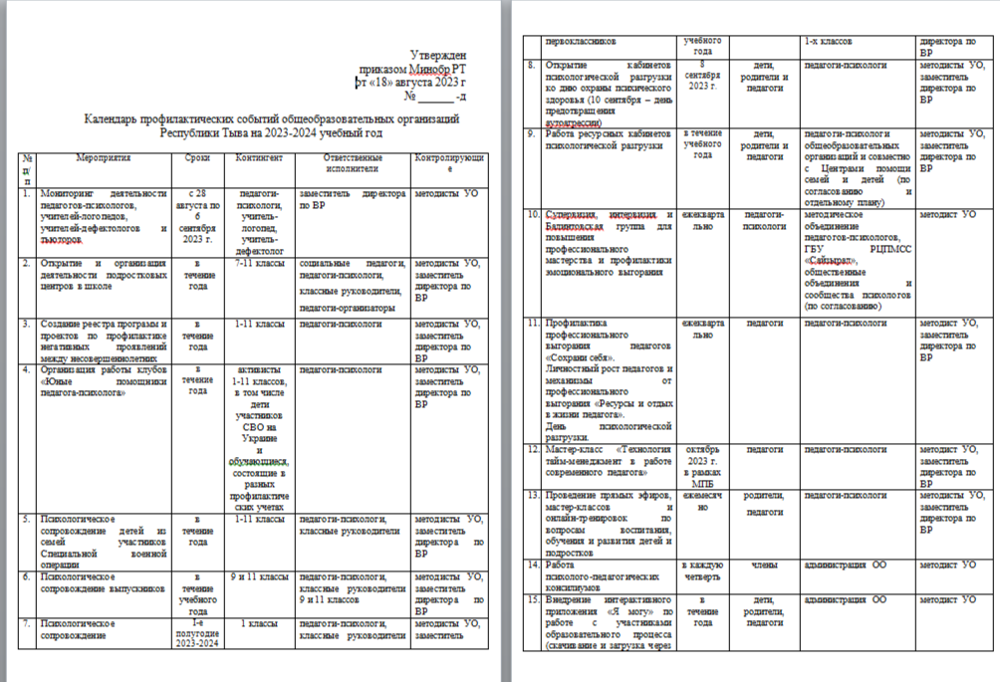 Утвержден
приказом Минобр РТ
от «18» августа 2023 г
№ ______ -д
Календарь профилактических событий общеобразовательных организаций
Республики Тыва на 2023-2024 учебный год
№ п/п Мероприятия Сроки Контингент Ответственные исполнители Контролирующие
1. Мониторинг деятельности педагогов-психологов, учителей-логопедов, учителей-дефектологов и тьюторов
с 28 августа по 6 сентября 2023 г.
педагоги-психологи, учитель-логопед, учитель-дефектолог
заместитель директора по ВР
методисты УО
2. Открытие и организация деятельности подростковых центров в школе
в течение года
7-11 классы
социальные педагоги, педагоги-психологи, классные руководители, педагоги-организаторы
методисты УО, заместитель директора по ВР
3. Создание реестра программ и проектов по профилактике негативных проявлений между несовершеннолетних
в течение года
1-11 классы
педагоги-психологи
методисты УО, заместитель директора по ВР
4. Организация работы клубов «Юные помощники педагога-психолога»
в течение года
активисты 1-11 классов, в том числе дети участников СВО на Украине и обучающиеся, состоящие в разных профилактических учетах
педагоги-психологи
методисты УО, заместитель директора по ВР
5. Психологическое сопровождение детей из семей участников Специальной военной операции
в течение года
1-11 классы
педагоги-психологи, классные руководители
методисты УО, заместитель директора по ВР
6. Психологическое сопровождение выпускников
в течение учебного года
9 и 11 классы
педагоги-психологи, классные руководители 9 и 11 классов
методисты УО, заместитель директора по ВР
7. Психологическое сопровождение
1-е полугодие 2023-2024
1 классы
педагоги-психологи, классные руководители
методисты УО, заместитель
первоклассников
учебного года
1-х классов
директора по ВР
8. Открытие кабинетов психологической разгрузки ко дню охраны психического здоровья (10 сентября – день предотвращения аутоагрессии)
8 сентября 2023 г.
дети, родители и педагоги
педагоги-психологи
методисты УО, заместитель директора по ВР
9. Работа ресурсных кабинетов психологической разгрузки
в течение учебного года
дети, родители и педагоги
педагоги-психологи общеобразовательных организаций и совместно с Центрами помощи семей и детей (по согласованию и отдельному плану)
методисты УО, заместитель директора по ВР
10. Супервизия, интервизия и Балинтовская группа для повышения профессионального мастерства и профилактики эмоционального выгорания
ежеквартально
педагоги-психологи
методическое объединение педагогов-психологов, ГБУ РЦПМСС «Сайзырал», общественные объединения и сообщества психологов (по согласованию)
методист УО
11. Профилактика профессионального выгорания педагогов «Сохрани себя».
Личностный рост педагогов и механизмы от профессионального выгорания «Ресурсы и отдых в жизни педагога».
День психологической разгрузки.
ежеквартально
педагоги
педагоги-психологи
методист УО, заместитель директора по ВР
12. Мастер-класс «Технология тайм-менеджмент в работе современного педагога»
октябрь 2023 г. в рамках МПБ
педагоги
педагоги-психологи
методист УО, заместитель директора по ВР
13. Проведение прямых эфиров, мастер-классов и онлайн-тренировок по вопросам воспитания, обучения и развития детей и подростков
ежемесячно
родители, педагоги
педагоги-психологи
методисты УО, заместитель директора по ВР
14. Работа психолого-педагогических консилиумов
в каждую четверть
члены
администрация ОО
методист УО
15. Внедрение интерактивного приложения «Я могу» по работе с участниками образовательного процесса (скачивание и загрузка через
в течение года
дети, родители, педагоги
администрация ОО
методист УО